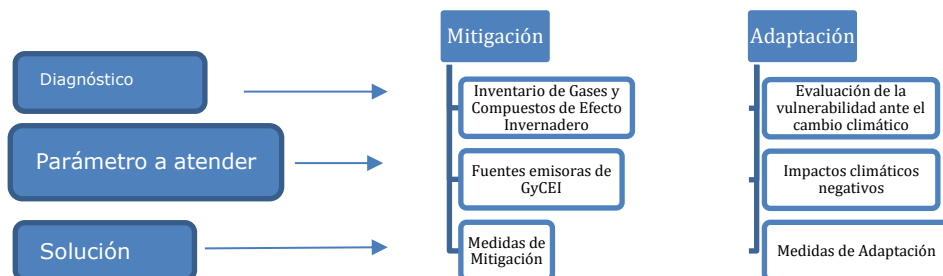 Mitigación
Adaptación
Diagnóstico
Inventario de Gases y
Compuestos de Efecto
Invernadero
Evaluación de la
vulnerabilidad ante el
cambio climático
Parámetro a atender
Fuentes emisoras de
GyCEI
Impactos climáticos
negativos
Solución
Medidas de
Mitigación
Medidas de Adaptación